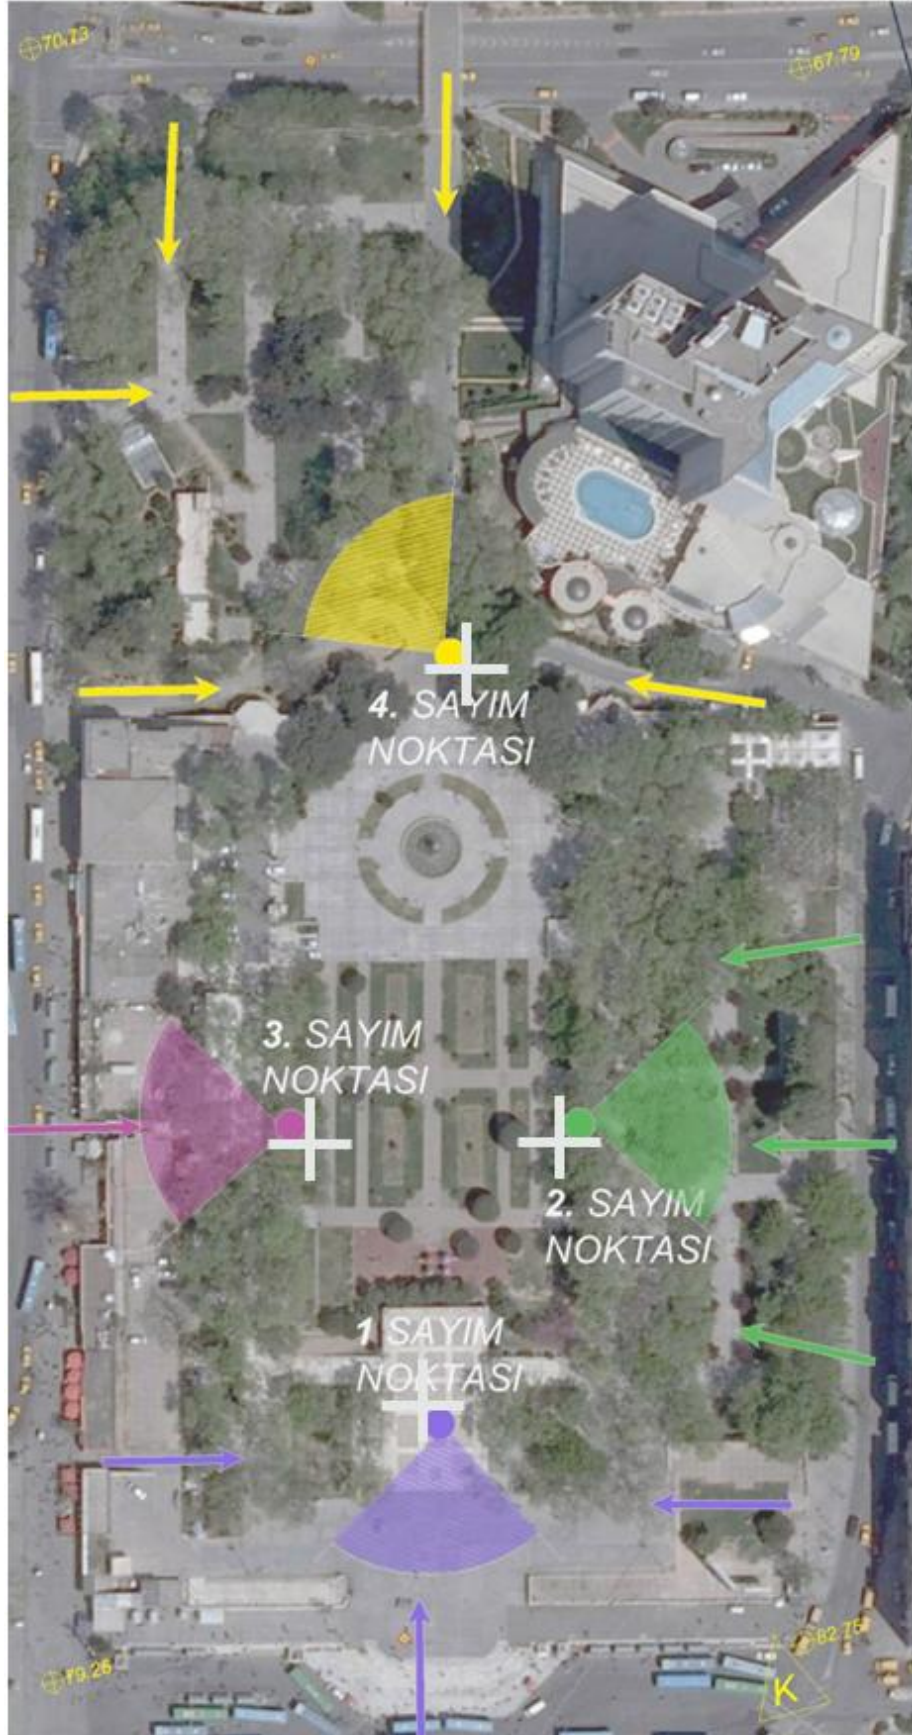 70.73
67.79
4. SAYIM
NOKTASI
3. SAYIM
NOKTASI
2. SAYIM
NOKTASI
1 SAYIM
NOKTASI
79.26
82.75
K